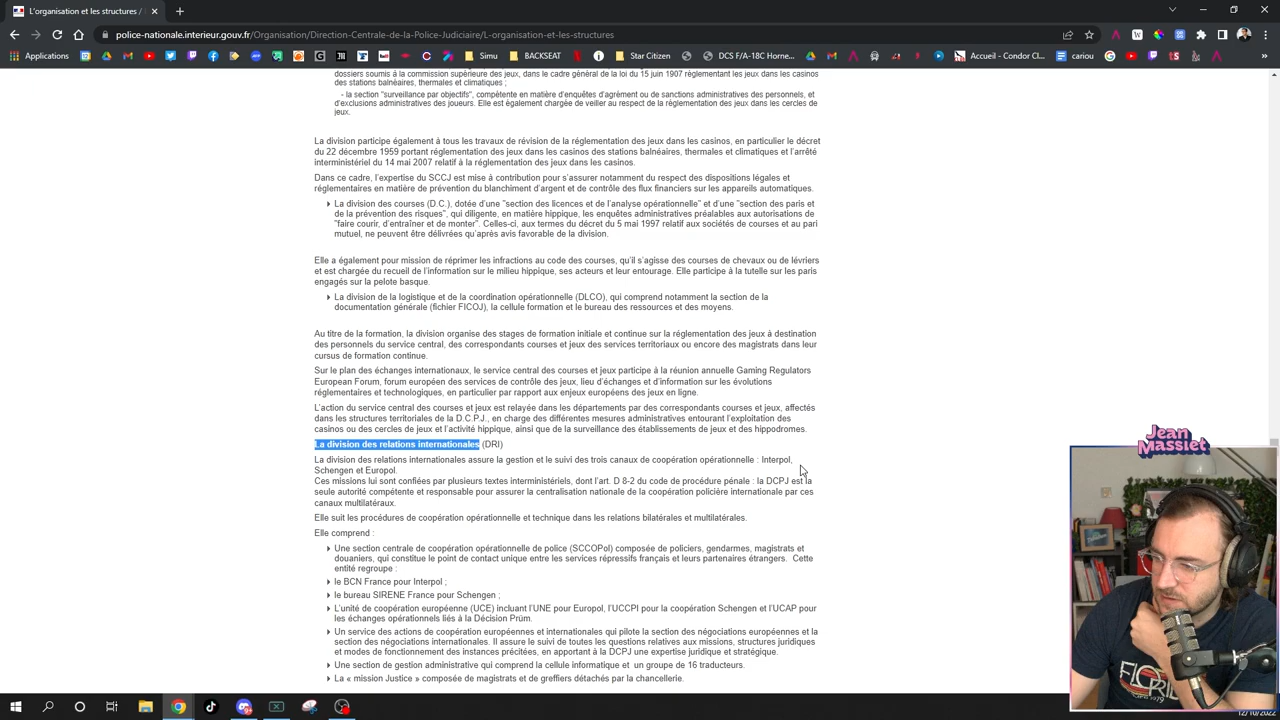 L'organisation et les structures /
police-nationale.interieur.gouv.fr/Organisation/Direction-Centrale-de-la-Police-Judiciaire/L-organisation-et-les-structures
Applications
Simu
BACKSEAT
Star Citizen
DCS F/A-18C Horne...
Accueil - Condor Cl...
cariou
dossiers soumis à la commission supérieure des jeux, dans le cadre général de la loi du 15 juin 1907 réglementant les jeux dans les casinos
des stations balnéaires, thermales et climatiques ;
- la section "surveillance par objectifs", compétente en matière d'enquêtes d'agrément ou de sanctions administratives des personnels, et
d'exclusions administratives des joueurs. Elle est également chargée de veiller au respect de la réglementation des jeux dans les cercles de
jeux.
La division participe également à tous les travaux de révision de la réglementation des jeux dans les casinos, en particulier le décret
du 22 décembre 1959 portant réglementation des jeux dans les casinos des stations balnéaires, thermales et climatiques et l'arrêté
interministériel du 14 mai 2007 relatif à la réglementation des jeux dans les casinos.
Dans ce cadre, l'expertise du SCCJ est mise à contribution pour s'assurer notamment du respect des dispositions légales et
réglementaires en matière de prévention du blanchiment d'argent et de contrôle des flux financiers sur les appareils automatiques.
La division des courses (D.C.), dotée d'une "section des licences et de l'analyse opérationnelle" et d'une "section des paris et
de la prévention des risques", qui diligente, en matière hippique, les enquêtes administratives préalables aux autorisations de
"faire courir, d'entraîner et de monter". Celles-ci, aux termes du décret du 5 mai 1997 relatif aux sociétés de courses et au pari
mutuel, ne peuvent être délivrées qu'après avis favorable de la division.
Elle a également pour mission de réprimer les infractions au code des courses, qu'il s'agisse des courses de chevaux ou de lévriers
et est chargée du recueil de l'information sur le milieu hippique, ses acteurs et leur entourage. Elle participe à la tutelle sur les paris
engagés sur la pelote basque.
La division de la logistique et de la coordination opérationnelle (DLCO), qui comprend notamment la section de la
documentation générale (fichier FICOJ), la cellule formation et le bureau des ressources et des moyens.
Au titre de la formation, la division organise des stages de formation initiale et continue sur la réglementation des jeux à destination
des personnels du service central, des correspondants courses et jeux des services territoriaux ou encore des magistrats dans leur
cursus de formation continue.
Sur le plan des échanges internationaux, le service central des courses et jeux participe à la réunion annuelle Gaming Regulators
European Forum, forum européen des services de contrôle des jeux, lieu d'échanges et d'information sur les évolutions
réglementaires et technologiques, en particulier par rapport aux enjeux européens des jeux en ligne.
L'action du service central des courses et jeux est relayée dans les départements par des correspondants courses et jeux, affectés
dans les structures territoriales de la D.C.P.J., en charge des différentes mesures administratives entourant l'exploitation des
casinos ou des cercles de jeux et l'activité hippique, ainsi que de la surveillance des établissements de jeux et des hippodromes.
La division des relations internationales (DRI)
La division des relations internationales assure la gestion et le suivi des trois canaux de coopération opérationnelle : Interpol,
Schengen et Europol.
Ces missions lui sont confiées par plusieurs textes interministériels, dont l'art. D 8-2 du code de procédure pénale : la DCPJ est la
seule autorité compétente et responsable pour assurer la centralisation nationale de la coopération policière internationale par ces
canaux multilatéraux.
Elle suit les procédures de coopération opérationnelle et technique dans les relations bilatérales et multilatérales.
Elle comprend :
Une section centrale de coopération opérationnelle de police (SCCOPol) composée de policiers, gendarmes, magistrats et
douaniers, qui constitue le point de contact unique entre les services répressifs français et leurs partenaires étrangers. Cette
entité regroupe :
le BCN France pour Interpol ;
le bureau SIRENE France pour Schengen ;
L'unité de coopération européenne (UCE) incluant l'UNE pour Europol, l'UCCPI pour la coopération Schengen et l'UCAP pour
les échanges opérationnels liés à la Décision Prüm.
Un service des actions de coopération européennes et internationales qui pilote la section des négociations européennes et la
section des négociations internationales. Il assure le suivi de toutes les questions relatives aux missions, structures juridiques
et modes de fonctionnement des instances précitées, en apportant à la DCPJ une expertise juridique et stratégique.
Une section de gestion administrative qui comprend la cellule informatique et un groupe de 16 traducteurs.
La « mission Justice » composée de magistrats et de greffiers détachés par la chancellerie.
Jean
Massiet
12/10/2022